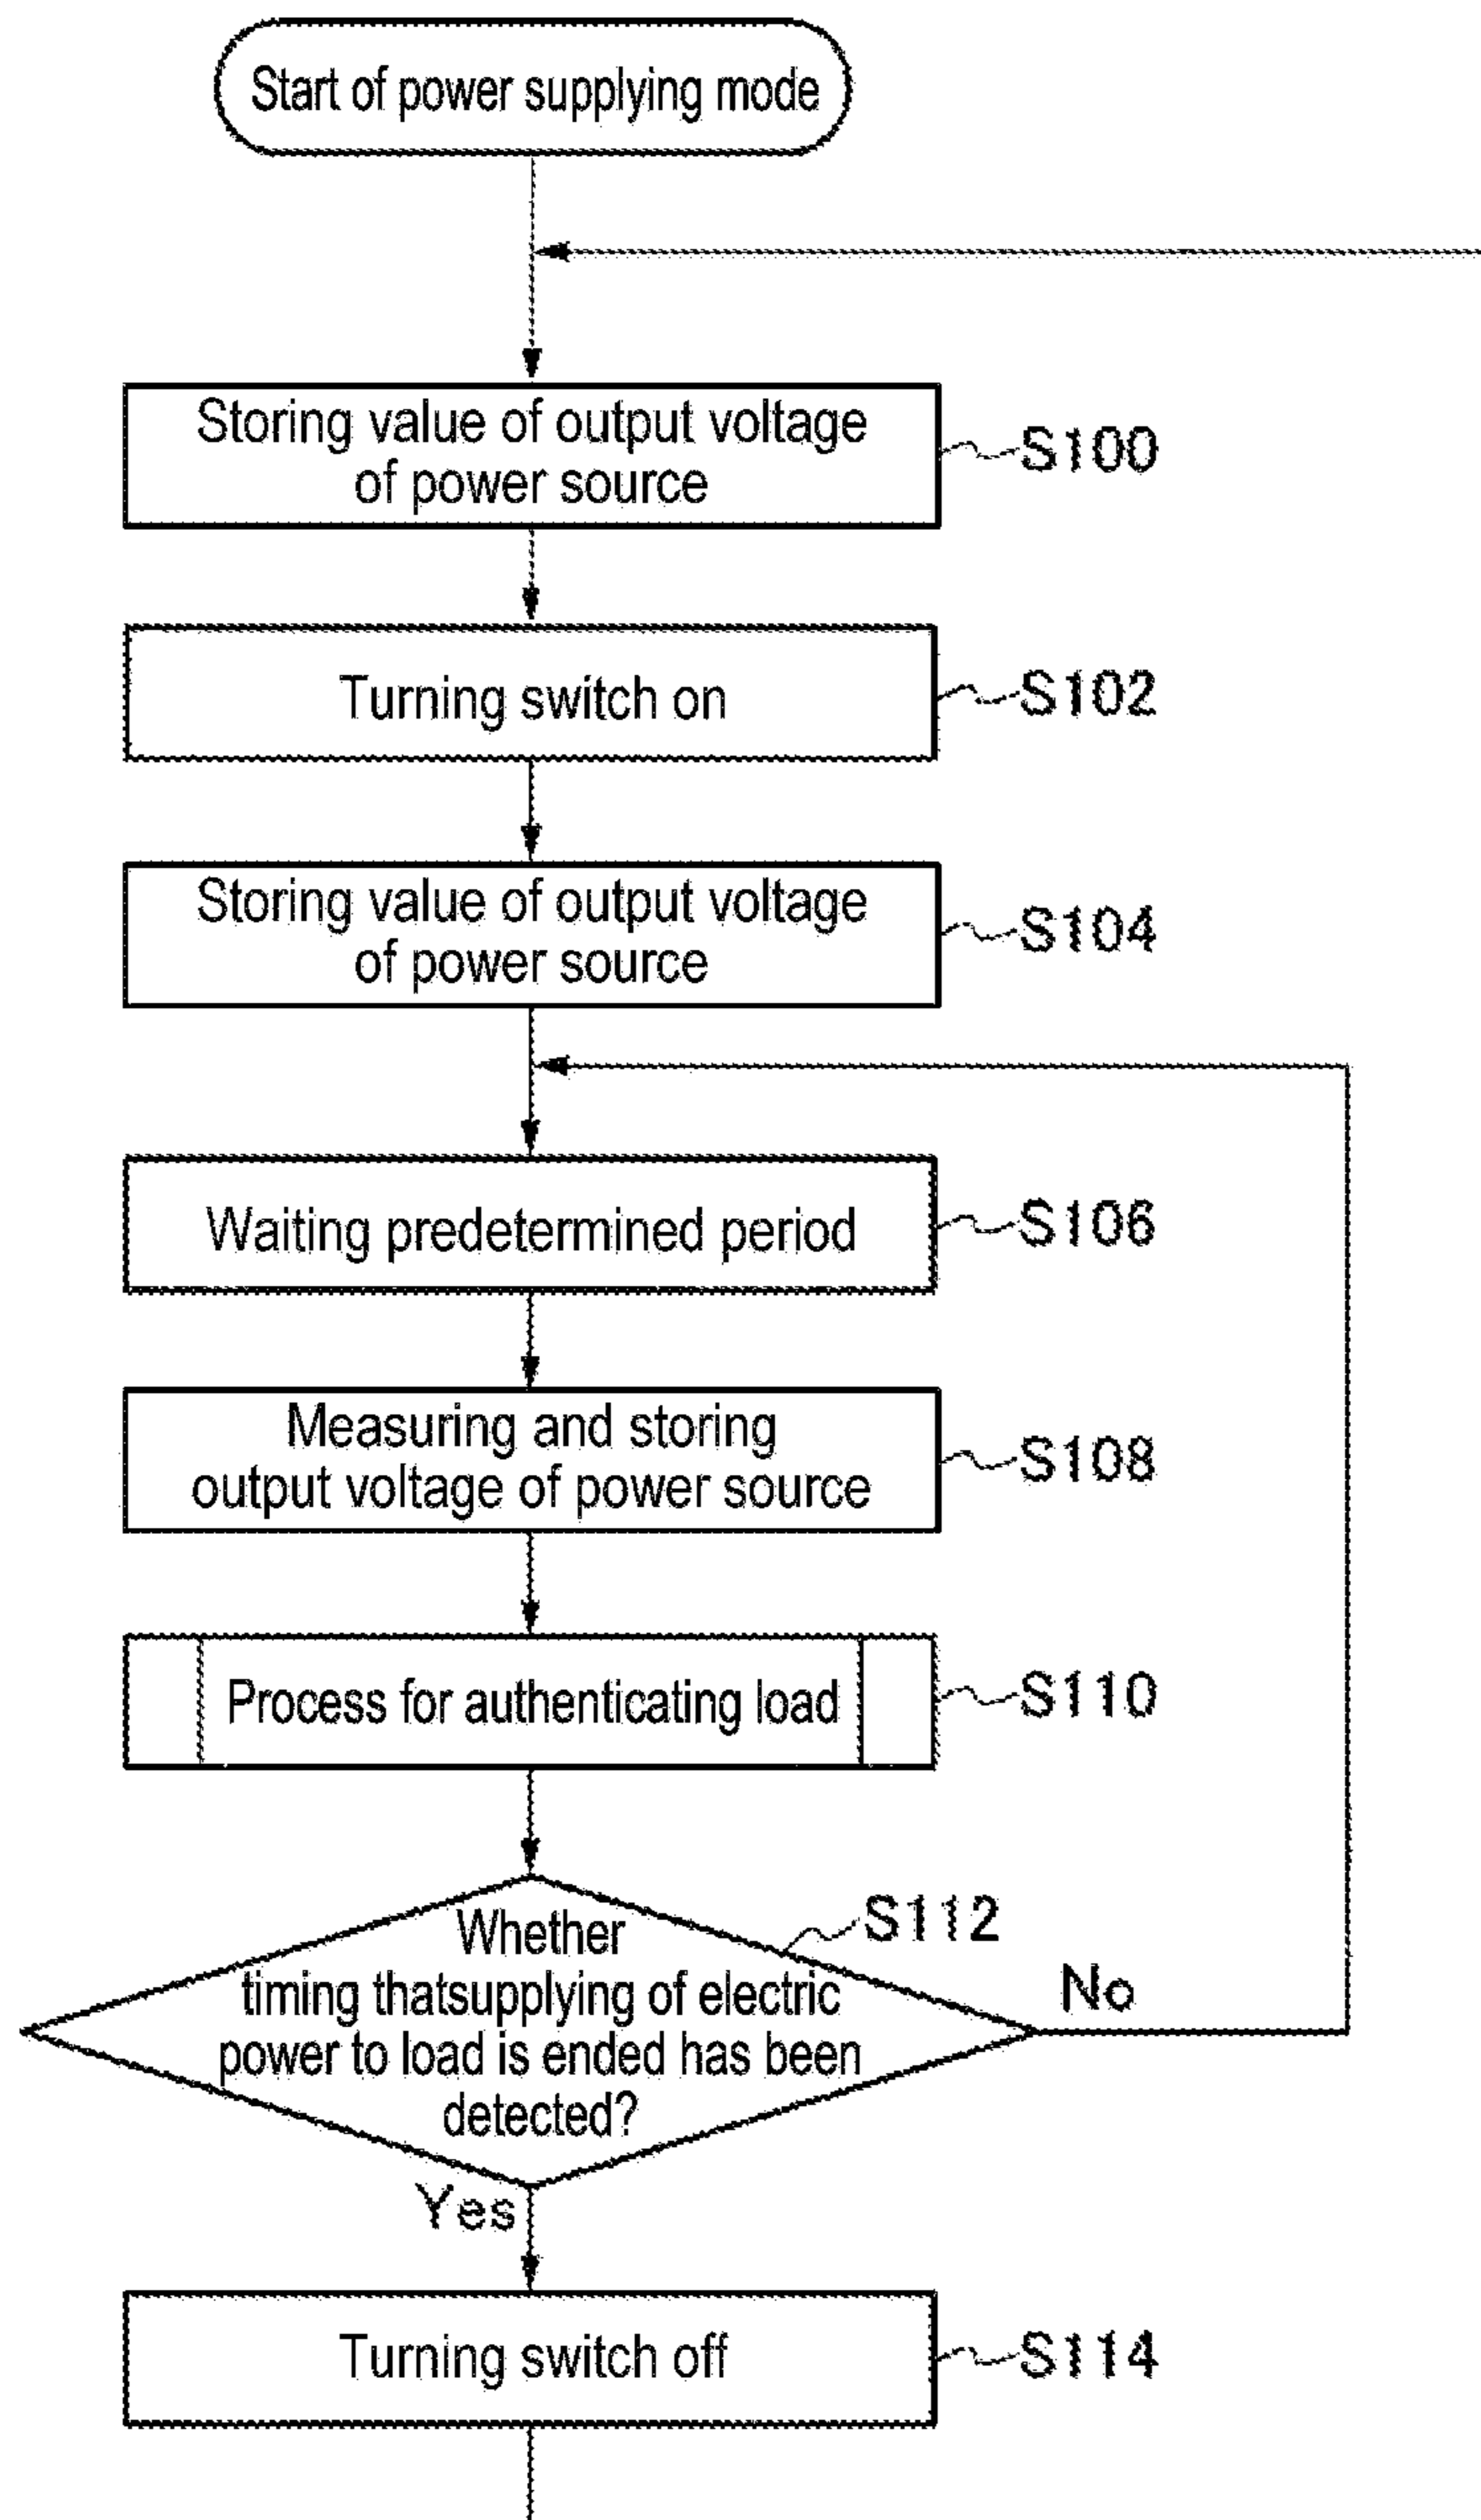 Start of power supplying mode
Storing value of output voltage
of power source
S100
Turning switch on
S102
Storing value of output voltage
of power source
S104
Waiting predetermined period
S106
Measuring and storing
output voltage of power source
S108
Process for authenticating load
S110
S112
Whether
timing thatsupplying of electric
power to load is ended has been
detected?
No
Yes
Turning switch off
S114